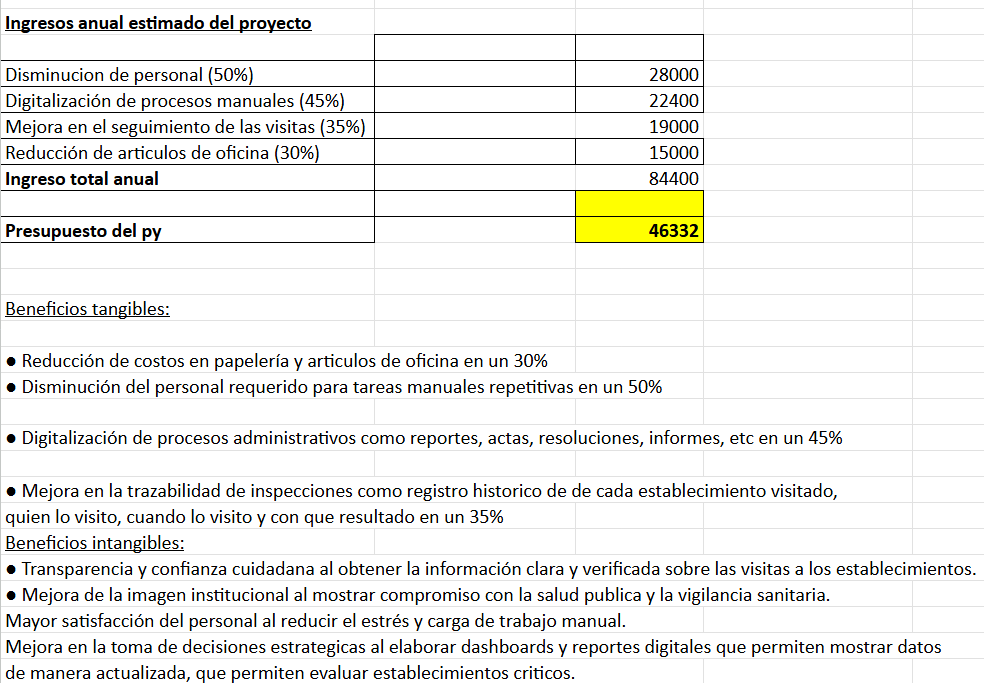 Ingresos anual estimado del proyecto
Disminucion de personal (50%) 28000
Digitalización de procesos manuales (45%) 22400
Mejora en el seguimiento de las visitas (35%) 19000
Reducción de articulos de oficina (30%) 15000
Ingreso total anual 84400
Presupuesto del py 46332
Beneficios tangibles:
● Reducción de costos en papelería y articulos de oficina en un 30%
● Disminución del personal requerido para tareas manuales repetitivas en un 50%
● Digitalización de procesos administrativos como reportes, actas, resoluciones, informes, etc en un 45%
● Mejora en la trazabilidad de inspecciones como registro historico de de cada establecimiento visitado,
quien lo visito, cuando lo visito y con que resultado en un 35%
Beneficios intangibles:
● Transparencia y confianza cuidadana al obtener la información clara y verificada sobre las visitas a los establecimientos.
● Mejora de la imagen institucional al mostrar compromiso con la salud publica y la vigilancia sanitaria.
Mayor satisfacción del personal al reducir el estrés y carga de trabajo manual.
Mejora en la toma de decisiones estrategicas al elaborar dashboards y reportes digitales que permiten mostrar datos
de manera actualizada, que permiten evaluar establecimientos criticos.